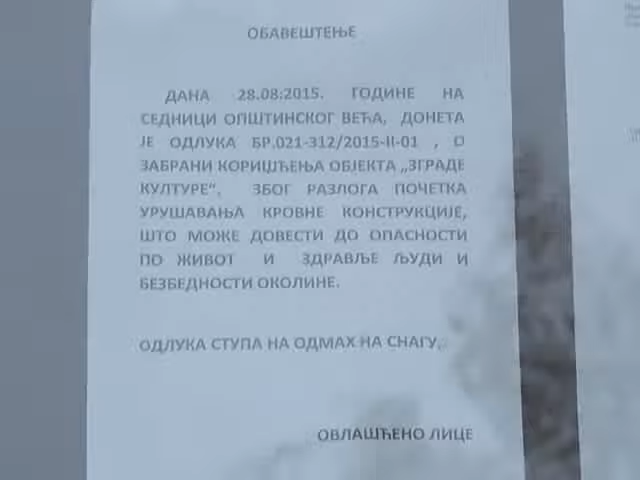 ОБАВЕШТЕЊЕ
ДАНА 28.08.2015. ГОДИНЕ НА
СЕДНИЦИ ОПШТИНСКОГ ВЕЋА, ДОНЕТА
ЈЕ ОДЛУКА БР.021-312/2015-II-01 , О
ЗАБРАНИ КОРИШЋЕЊА ОБЈЕКТА „ЗГРАДЕ
КУЛТУРЕ“. ЗБОГ РАЗЛОГА ПОЧЕТКА
УРУШАВАЊА КРОВНЕ КОНСТРУКЦИЈЕ,
ШТО МОЖЕ ДОВЕСТИ ДО ОПАСНОСТИ
ПО ЖИВОТ И ЗДРАВЉЕ ЉУДИ И
БЕЗБЕДНОСТИ ОКОЛИНЕ.
ОДЛУКА СТУПА НА ОДМАХ НА СНАГУ.
ОВЛАШЋЕНО ЛИЦЕ